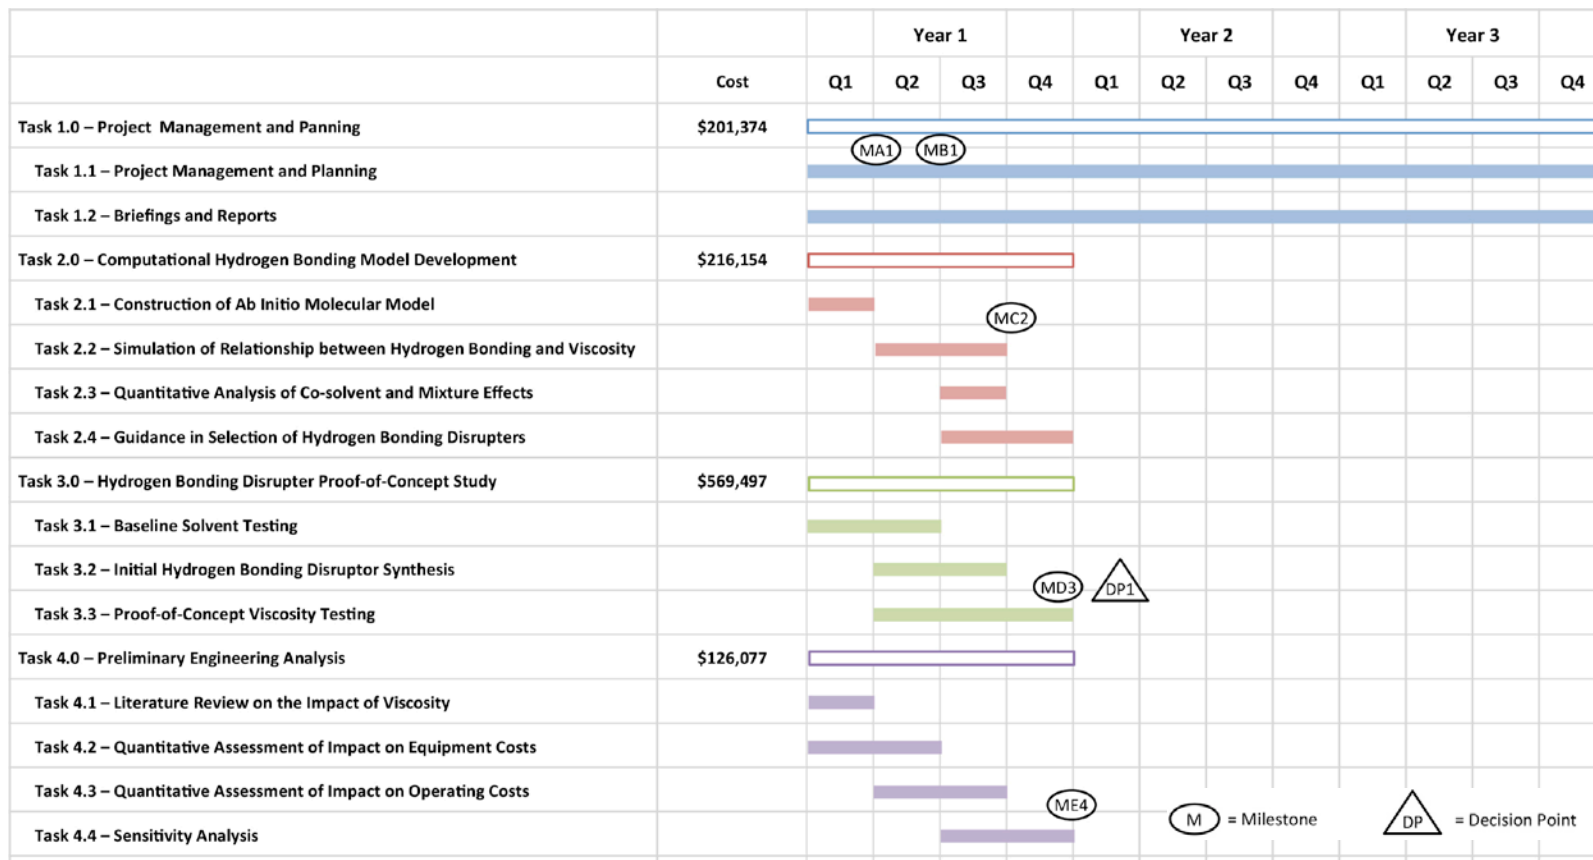 Year 1 Year 2 Year 3
Cost Q1 Q2 Q3 Q4 Q1 Q2 Q3 Q4 Q1 Q2 Q3 Q4
Task 1.0 – Project Management and Panning $201,374
MA1 MB1
Task 1.1 – Project Management and Planning
Task 1.2 – Briefings and Reports
Task 2.0 – Computational Hydrogen Bonding Model Development $216,154
Task 2.1 – Construction of Ab Initio Molecular Model
MC2
Task 2.2 – Simulation of Relationship between Hydrogen Bonding and Viscosity
Task 2.3 – Quantitative Analysis of Co-solvent and Mixture Effects
Task 2.4 – Guidance in Selection of Hydrogen Bonding Disrupters
Task 3.0 – Hydrogen Bonding Disrupter Proof-of-Concept Study $569,497
Task 3.1 – Baseline Solvent Testing
Task 3.2 – Initial Hydrogen Bonding Disruptor Synthesis
MD3 DP1
Task 3.3 – Proof-of-Concept Viscosity Testing
Task 4.0 – Preliminary Engineering Analysis $126,077
Task 4.1 – Literature Review on the Impact of Viscosity
Task 4.2 – Quantitative Assessment of Impact on Equipment Costs
Task 4.3 – Quantitative Assessment of Impact on Operating Costs
ME4
M = Milestone DP = Decision Point
Task 4.4 – Sensitivity Analysis